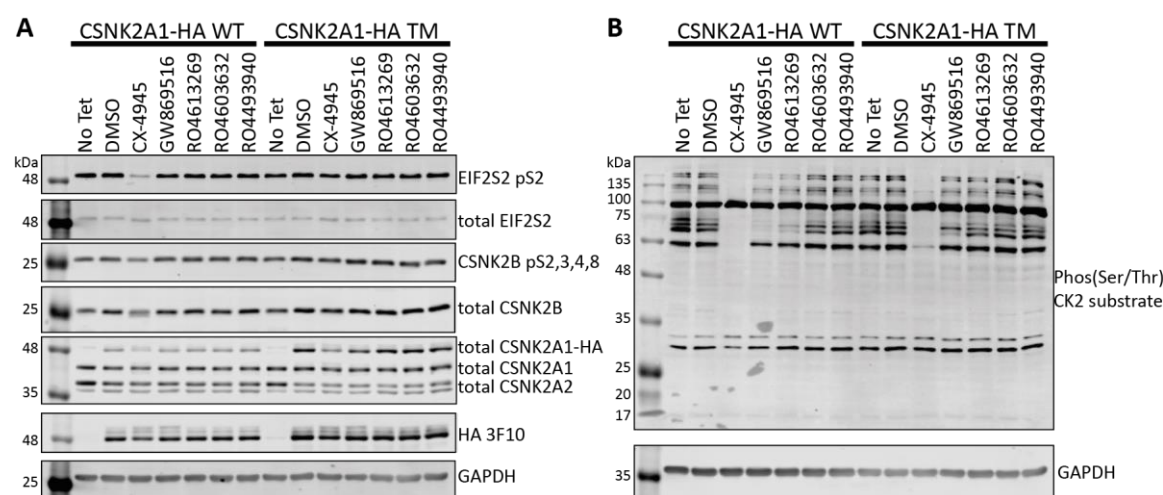 A
CSNK2A1-HA WT
CSNK2A1-HA TM
No Tet
DMSO
CX-4945
GW869516
RO4613269
RO4603632
RO4493940
No Tet
DMSO
CX-4945
GW869516
RO4613269
RO4603632
RO4493940
kDa
48
EIF2S2 pS2
48
total EIF2S2
25
CSNK2B pS2,3,4,8
25
total CSNK2B
48
total CSNK2A1-HA
total CSNK2A1
35
total CSNK2A2
48
HA 3F10
25
GAPDH
B
CSNK2A1-HA WT
CSNK2A1-HA TM
No Tet
DMSO
CX-4945
GW869516
RO4613269
RO4603632
RO4493940
No Tet
DMSO
CX-4945
GW869516
RO4613269
RO4603632
RO4493940
kDa
135
100
75
63
48
35
25
20
17
Phos(Ser/Thr)
CK2 substrate
35
GAPDH